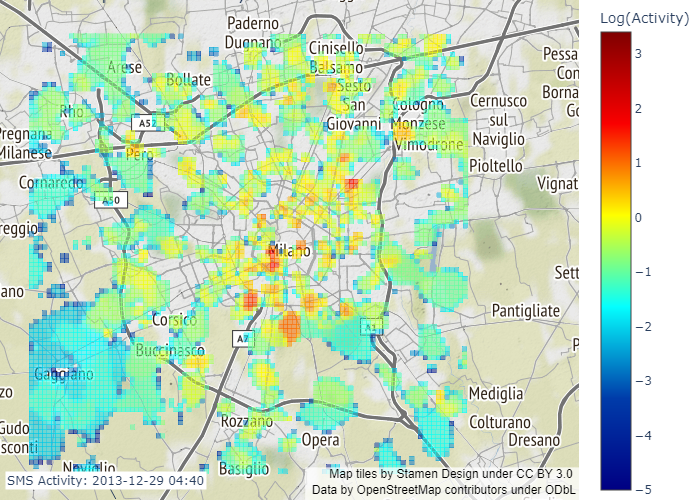 Log(Activity)
Paderno
Dugnano
Cinisello
Balsamo
Arese
Bollate
Sesto
San
Giovanni
Cologno
Monzese
Vimodrone
Cernusco
sul
Naviglio
Pioltello
Pessa
Con
Borna
Go
Rho
A52
Pregnana
Milanese
Pero
Cornaredo
A50
Vignat
reggio
Milano
Sett
ano
Pantigliate
Corsico
A7
A1
Buccinasco
P
Gaggiano
zo
Mediglia
Colturano
Dresano
Rozzano
Opera
Gudo
sconti
Naviglio
Basiglio
SMS Activity: 2013-12-29 04:40
Map tiles by Stamen Design under CC BY 3.0
Data by OpenStreetMap contributors under ODbL
3
2
1
0
−1
−2
−3
−4
−5